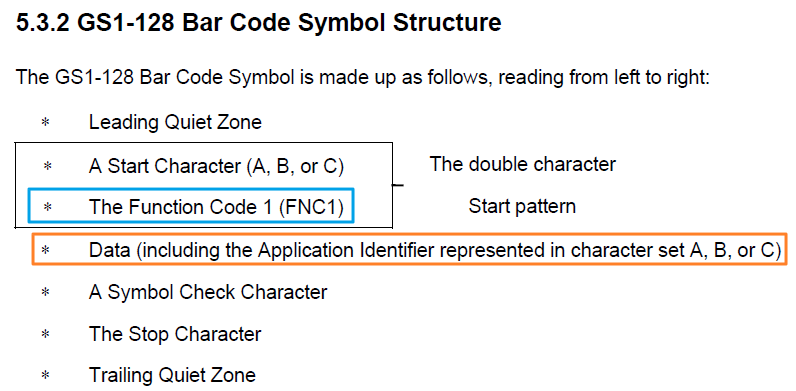 5.3.2 GS1-128 Bar Code Symbol Structure
The GS1-128 Bar Code Symbol is made up as follows, reading from left to right:
* Leading Quiet Zone
* A Start Character (A, B, or C)
The double character
* The Function Code 1 (FNC1)
Start pattern
* Data (including the Application Identifier represented in character set A, B, or C)
* A Symbol Check Character
* The Stop Character
* Trailing Quiet Zone